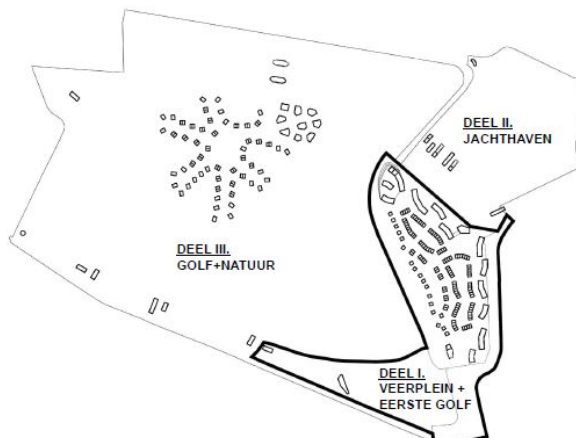 DEEL II.
JACHTHAVEN
DEEL III.
GOLF+NATUUR
DEEL I.
VEERPLEIN +
EERSTE GOLF